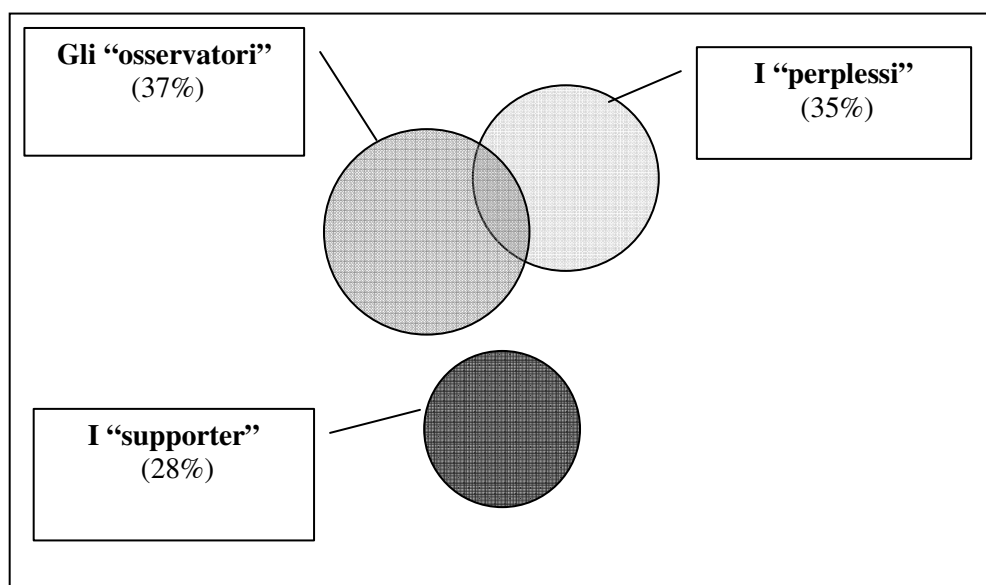 Gli “osservatori”
(37%)
I “perplessi”
(35%)
I “supporter”
(28%)